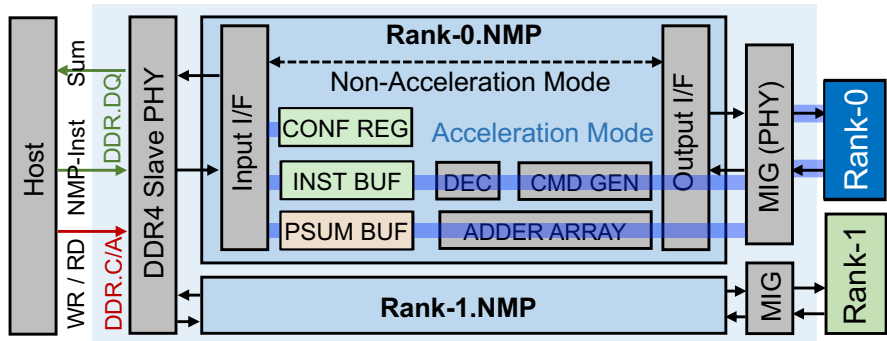 Host
Sum
NMP-Inst
WR / RD
DDR.DQ
DDR.C/A
DDR4 Slave PHY
Rank-0.NMP
Input I/F
Non-Acceleration Mode
CONF REG
Acceleration Mode
INST BUF
DEC
CMD GEN
PSUM BUF
ADDER ARRAY
Output I/F
MIG (PHY)
Rank-0
Rank-1.NMP
MIG
Rank-1